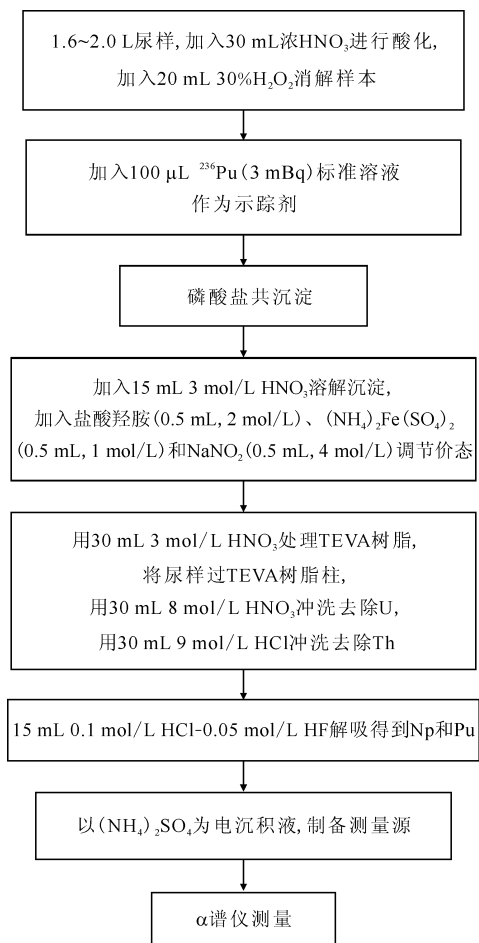 1.6~2.0 L尿样,加入30 mL浓HNO₃进行酸化,
加入20 mL 30%H₂O₂消解样本
加入100 μL ²³⁶Pu(3 mBq)标准溶液
作为示踪剂
磷酸盐共沉淀
加入15 mL 3 mol/L HNO₃溶解沉淀,
加入盐酸羟胺(0.5 mL,2 mol/L)、(NH₄)₂Fe(SO₄)₂
(0.5 mL,1 mol/L)和NaNO₂(0.5 mL,4 mol/L)调节价态
用30 mL 3 mol/L HNO₃处理TEVA树脂,
将尿样过TEVA树脂柱,
用30 mL 8 mol/L HNO₃冲洗去除U,
用30 mL 9 mol/L HCl冲洗去除Th
15 mL 0.1 mol/L HCl-0.05 mol/L HF解吸得到Np和Pu
以(NH₄)₂SO₄为电沉积液,制备测量源
α谱仪测量